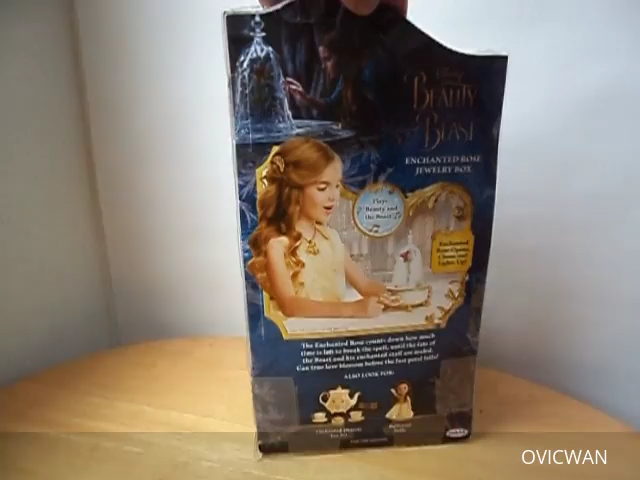 Disney
BEAUTY
BEAST
ENCHANTED ROSE
JEWELRY BOX
Plays
"Beauty and
the Beast"
Enchanted
Rose Opens,
Closes and
Lights Up!
The Enchanted Rose counts down how much
time is left to break the spell, until the fate of
the Beast and his enchanted staff are sealed.
Can true love blossom before the last petal falls?
ALSO LOOK FOR:
OVICWAN